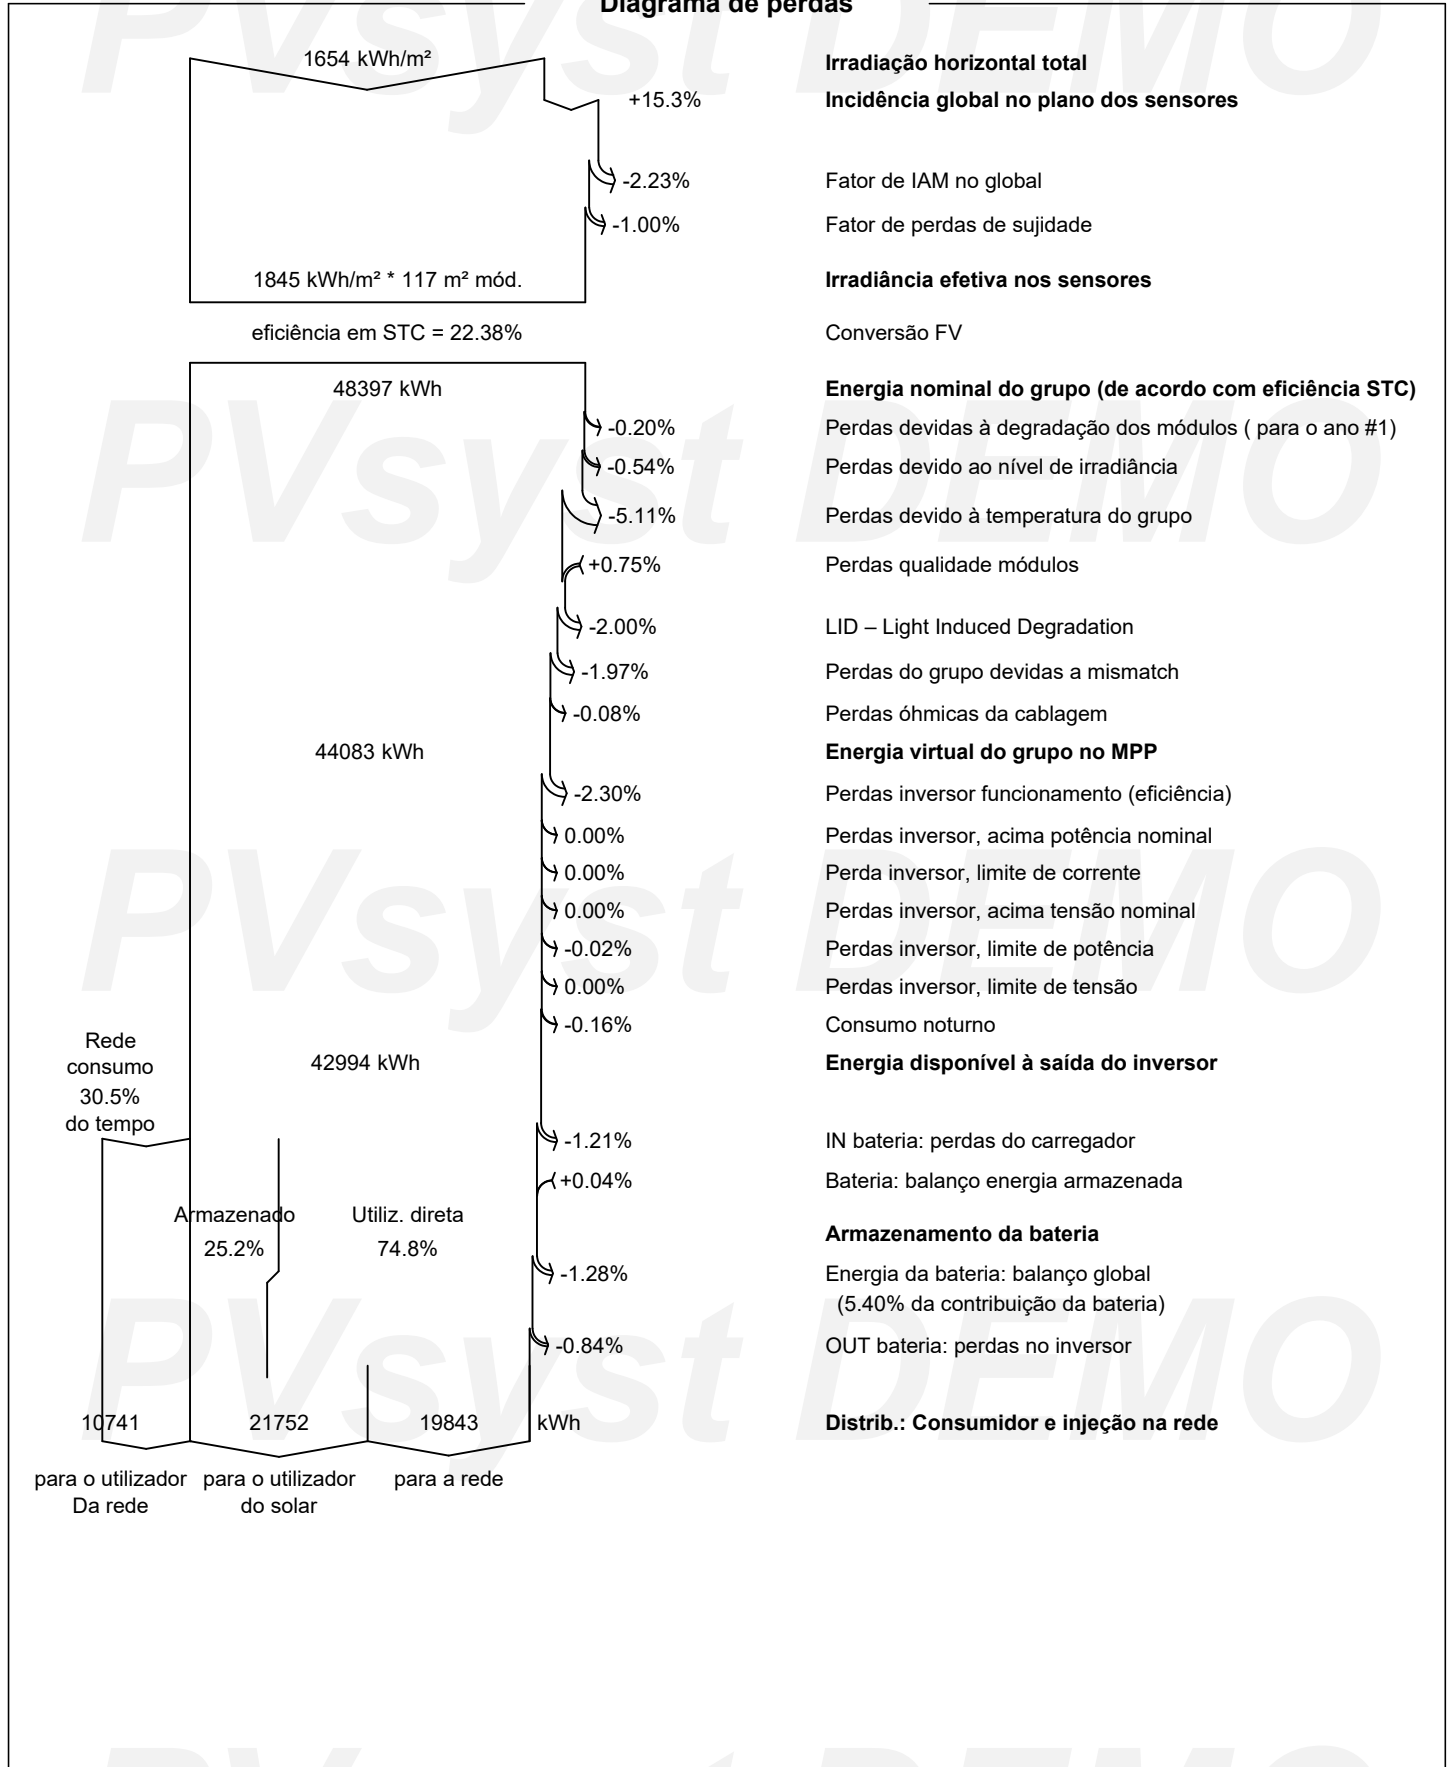 Diagrama de perdas
1654 kWh/m²
Irradiação horizontal total
+15.3%
Incidência global no plano dos sensores
-2.23%
Fator de IAM no global
-1.00%
Fator de perdas de sujidade
1845 kWh/m² * 117 m² mód.
Irradiância efetiva nos sensores
eficiência em STC = 22.38%
Conversão FV
48397 kWh
Energia nominal do grupo (de acordo com eficiência STC)
-0.20%
Perdas devidas à degradação dos módulos ( para o ano #1)
-0.54%
Perdas devido ao nível de irradiância
-5.11%
Perdas devido à temperatura do grupo
+0.75%
Perdas qualidade módulos
-2.00%
LID – Light Induced Degradation
-1.97%
Perdas do grupo devidas a mismatch
-0.08%
Perdas óhmicas da cablagem
44083 kWh
Energia virtual do grupo no MPP
-2.30%
Perdas inversor funcionamento (eficiência)
0.00%
Perdas inversor, acima potência nominal
0.00%
Perda inversor, limite de corrente
0.00%
Perdas inversor, acima tensão nominal
-0.02%
Perdas inversor, limite de potência
0.00%
Perdas inversor, limite de tensão
-0.16%
Consumo noturno
Rede
consumo
30.5%
do tempo
42994 kWh
Energia disponível à saída do inversor
-1.21%
IN bateria: perdas do carregador
+0.04%
Bateria: balanço energia armazenada
Armazenado
25.2%
Utiliz. direta
74.8%
Armazenamento da bateria
-1.28%
Energia da bateria: balanço global
(5.40% da contribuição da bateria)
-0.84%
OUT bateria: perdas no inversor
10741
21752
19843
kWh
Distrib.: Consumidor e injeção na rede
para o utilizador
Da rede
para o utilizador
do solar
para a rede
PVsyst DEMO
PVsyst DEMO
PVsyst DEMO
PVsyst DEMO
PVsyst DEMO